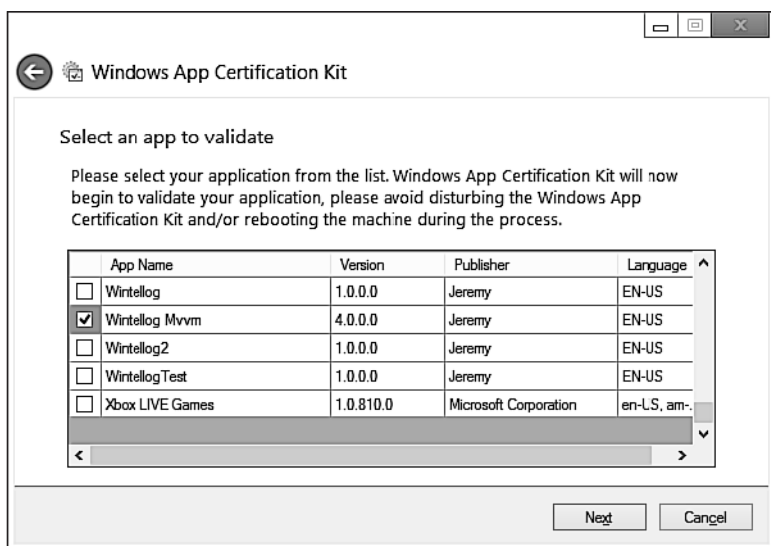 Windows App Certification Kit
Select an app to validate
Please select your application from the list. Windows App Certification Kit will now
begin to validate your application, please avoid disturbing the Windows App
Certification Kit and/or rebooting the machine during the process.
App Name Version Publisher Language
Wintellog 1.0.0.0 Jeremy EN-US
Wintellog Mvvm 4.0.0.0 Jeremy EN-US
Wintellog2 1.0.0.0 Jeremy EN-US
WintellogTest 1.0.0.0 Jeremy EN-US
Xbox LIVE Games 1.0.810.0 Microsoft Corporation en-US, am-.
Next Cancel